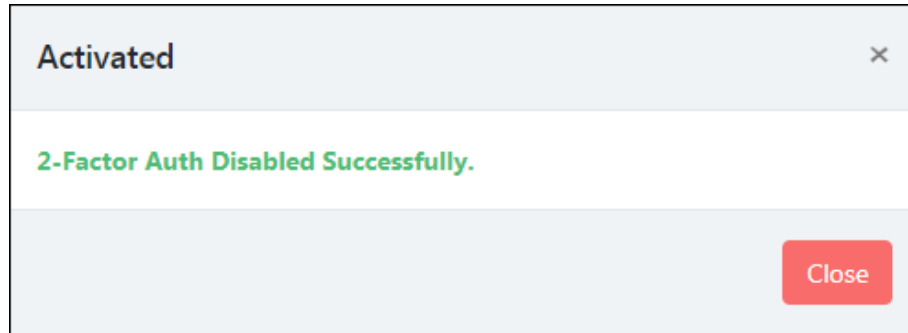 Activated ×
2-Factor Auth Disabled Successfully.
Close